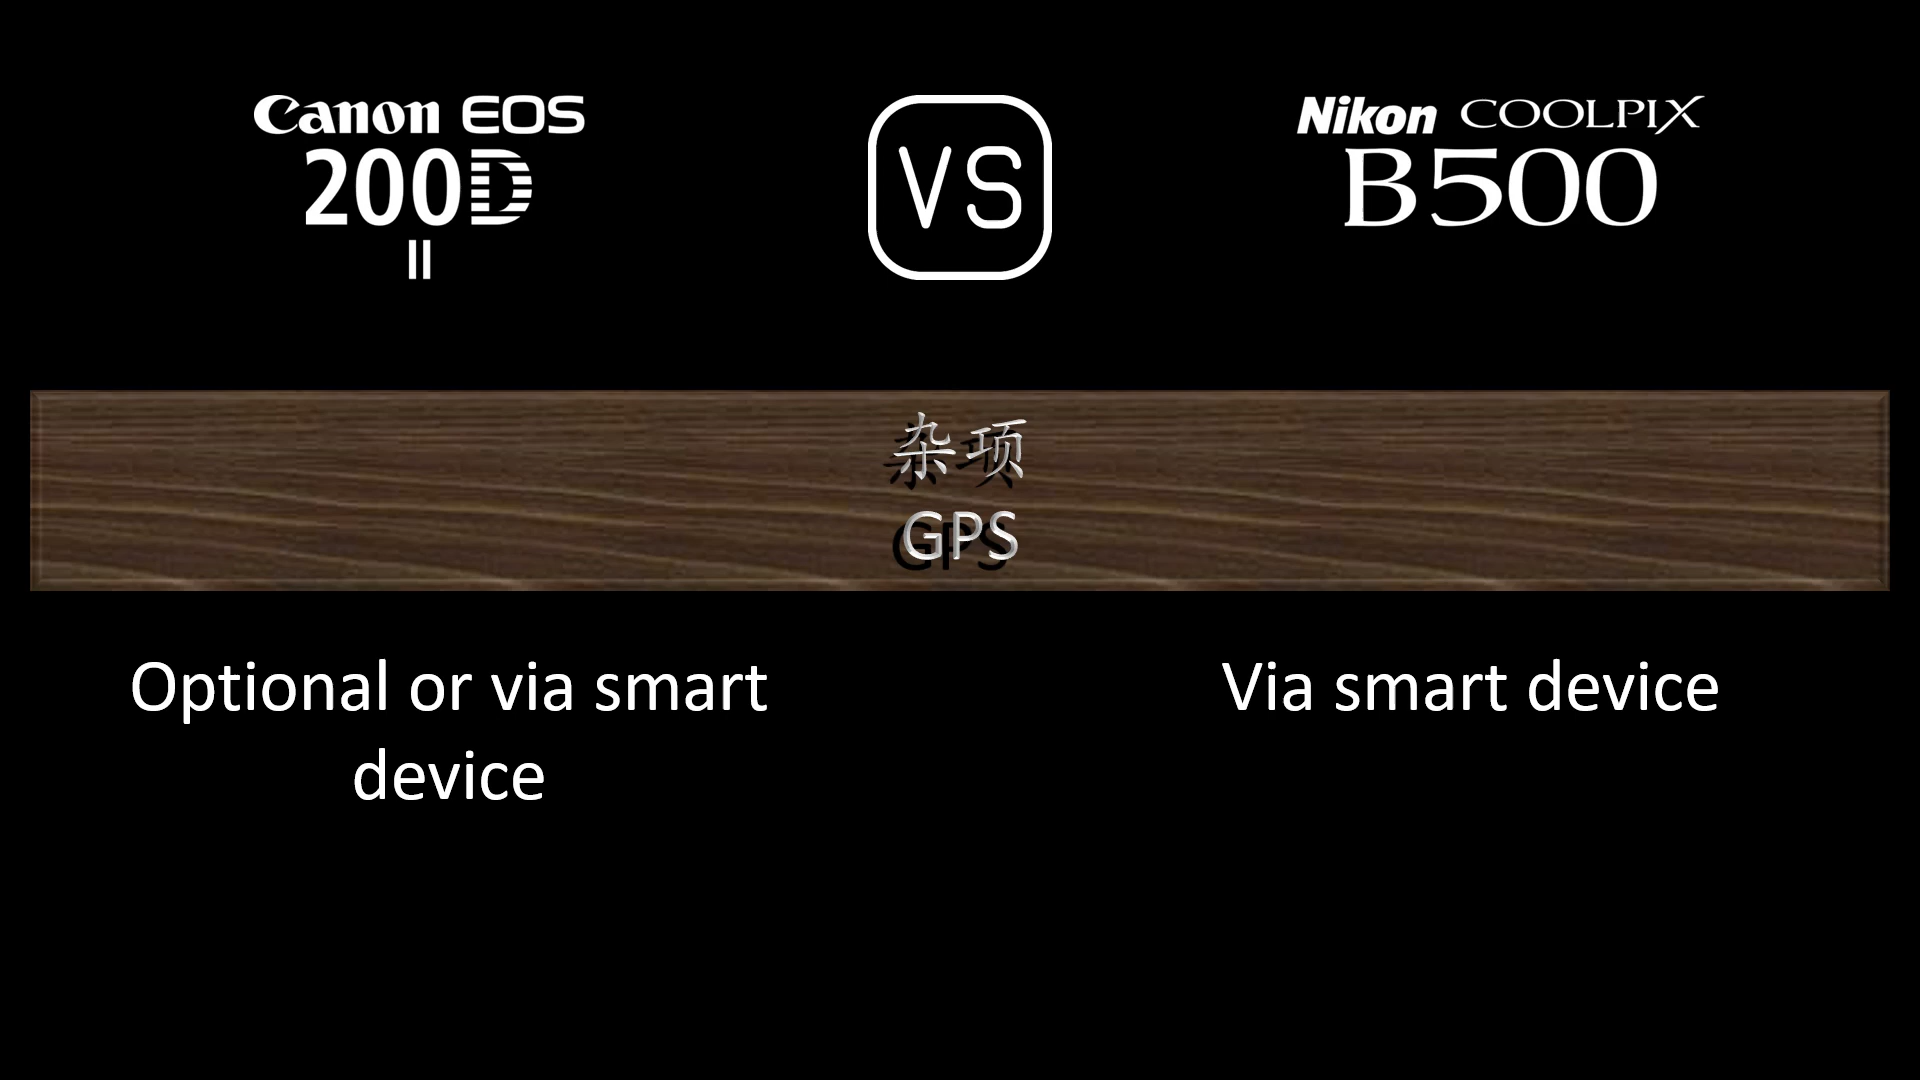 Canon EOS
200D
II
VS
Nikon COOLPIX
B500
杂项
GPS
Optional or via smart
device
Via smart device